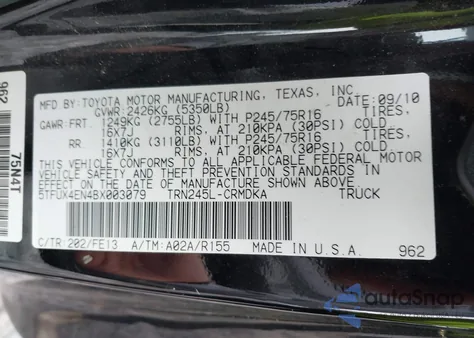 MFD.BY: TOYOTA MOTOR MANUFACTURING, TEXAS, INC.
GVWR: 2426KG (5350LB) DATE: 09/10
GAWR: FRT. 1249KG (2755LB) WITH P245/75R16 TIRES,
16X7J RIMS, AT 210KPA (30PSI) COLD.
RR. 1410KG (3110LB) WITH P245/75R16 TIRES,
16X7J RIMS, AT 210KPA (30PSI) COLD.
THIS VEHICLE CONFORMS TO ALL APPLICABLE FEDERAL MOTOR
VEHICLE SAFETY AND THEFT PREVENTION STANDARDS
IN EFFECT ON THE DATE OF MANUFACTURE SHOWN ABOVE.
5TFUX4EN4BX003079 TRN245L-CRMDKA TRUCK
C/TR:202/FE13 A/TM:A02A/R155 MADE IN U.S.A. 962
962
75N4T
autoSnap